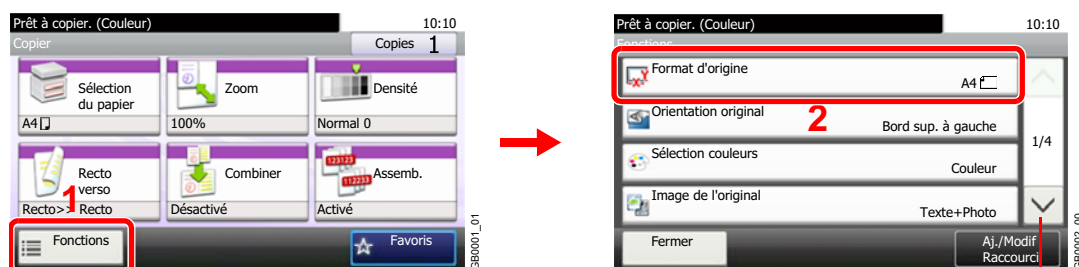 Prêt à copier. (Couleur)
10:10
Copier
Copies 1
Sélection
du papier
A4
Zoom
100%
Densité
Normal 0
Recto
verso
Recto>> Recto
Combiner
Désactivé
123123
112233
Assemb.
Activé
1
Fonctions
Favoris
GB0001_01
Prêt à copier. (Couleur)
10:10
Fonctions
Format d'origine
A4
Orientation original
Bord sup. à gauche
2
Sélection couleurs
Couleur
Image de l'original
Texte+Photo
1/4
Fermer
Aj./Modif
Raccourci
GB0002_00